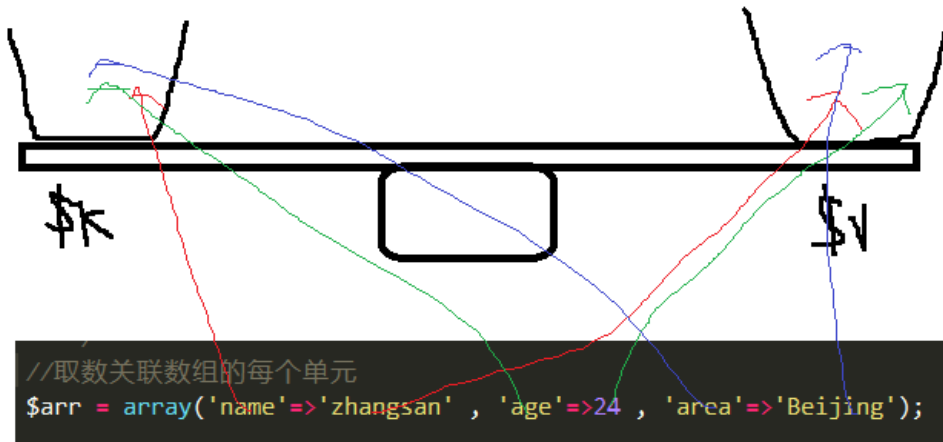 $K $V
//取数关联数组的每个单元
$arr = array('name'=>'zhangsan' , 'age'=>24 , 'area'=>'Beijing');